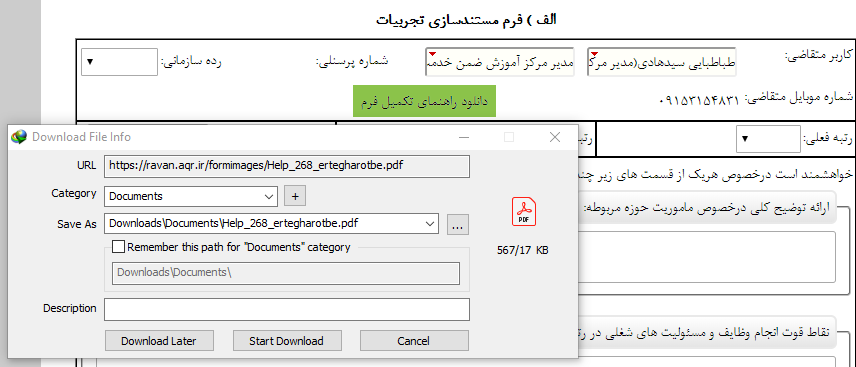 الف ) فرم مستندسازی تجربیات
کاربر متقاضی: طباطبایی سیدهادی(مدیر مرک مدیر مرکز آموزش ضمن خدمه شماره پرسنلی: رده سازمانی:
شماره موبایل متقاضی: ۰۹۱۵۳۱۵۴۸۳۱ دانلود راهنمای تکمیل فرم
رتبه فعلی:
خواهشمند است درخصوص هریک از قسمت های زیر
ارائه توضیح کلی درخصوص ماموریت حوزه مربوطه:
نقاط قوت انجام وظایف و مسئولیت های شغلی در
Download File Info
URL https://ravan.aqr.ir/formimages/Help_268_ertegharotbe.pdf
Category Documents +
Save As Downloads\Documents\Help_268_ertegharotbe.pdf ...
PDF
Remember this path for "Documents" category
567/17 KB
Downloads\Documents\
Description
Download Later Start Download Cancel